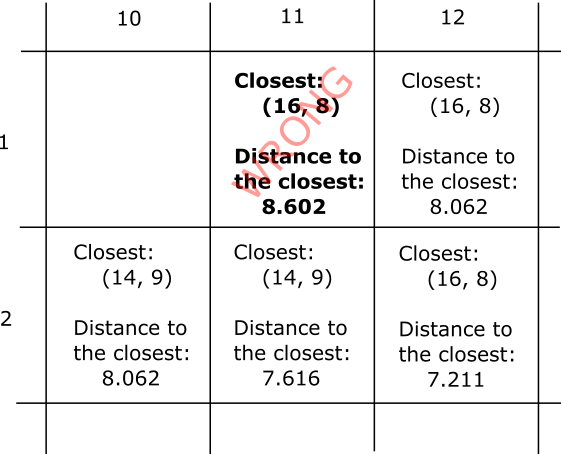 10 11 12
1
Closest:
(16, 8)
Distance to
the closest:
8.602
WRONG
Closest:
(16, 8)
Distance to
the closest:
8.062
2
Closest:
(14, 9)
Distance to
the closest:
8.062
Closest:
(14, 9)
Distance to
the closest:
7.616
Closest:
(16, 8)
Distance to
the closest:
7.211